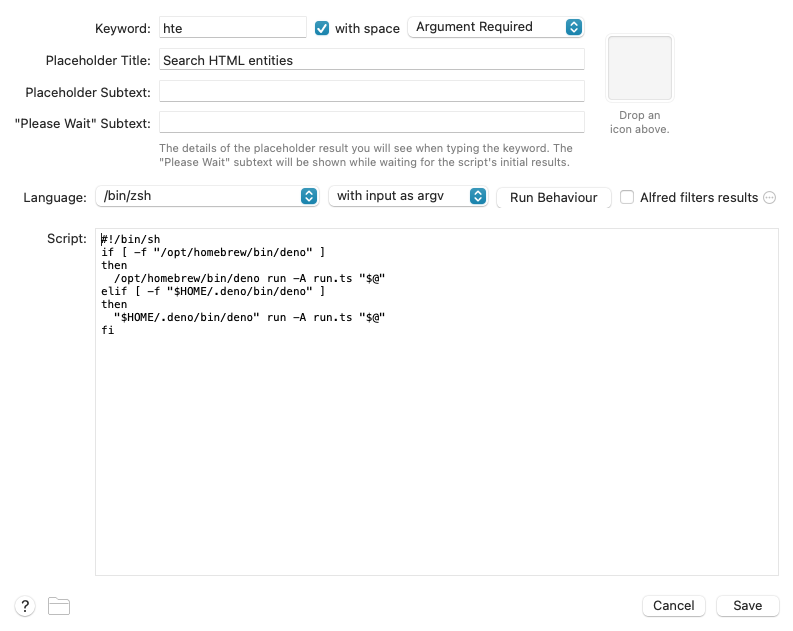 Keyword: hte with space Argument Required
Placeholder Title: Search HTML entities
Placeholder Subtext:
"Please Wait" Subtext:
Drop an
icon above.
The details of the placeholder result you will see when typing the keyword. The
"Please Wait" subtext will be shown while waiting for the script's initial results.
Language: /bin/zsh with input as argv Run Behaviour Alfred filters results
Script:
#!/bin/sh
if [ -f "/opt/homebrew/bin/deno" ]
then
  /opt/homebrew/bin/deno run -A run.ts "$@"
elif [ -f "$HOME/.deno/bin/deno" ]
then
  "$HOME/.deno/bin/deno" run -A run.ts "$@"
fi
? Cancel Save